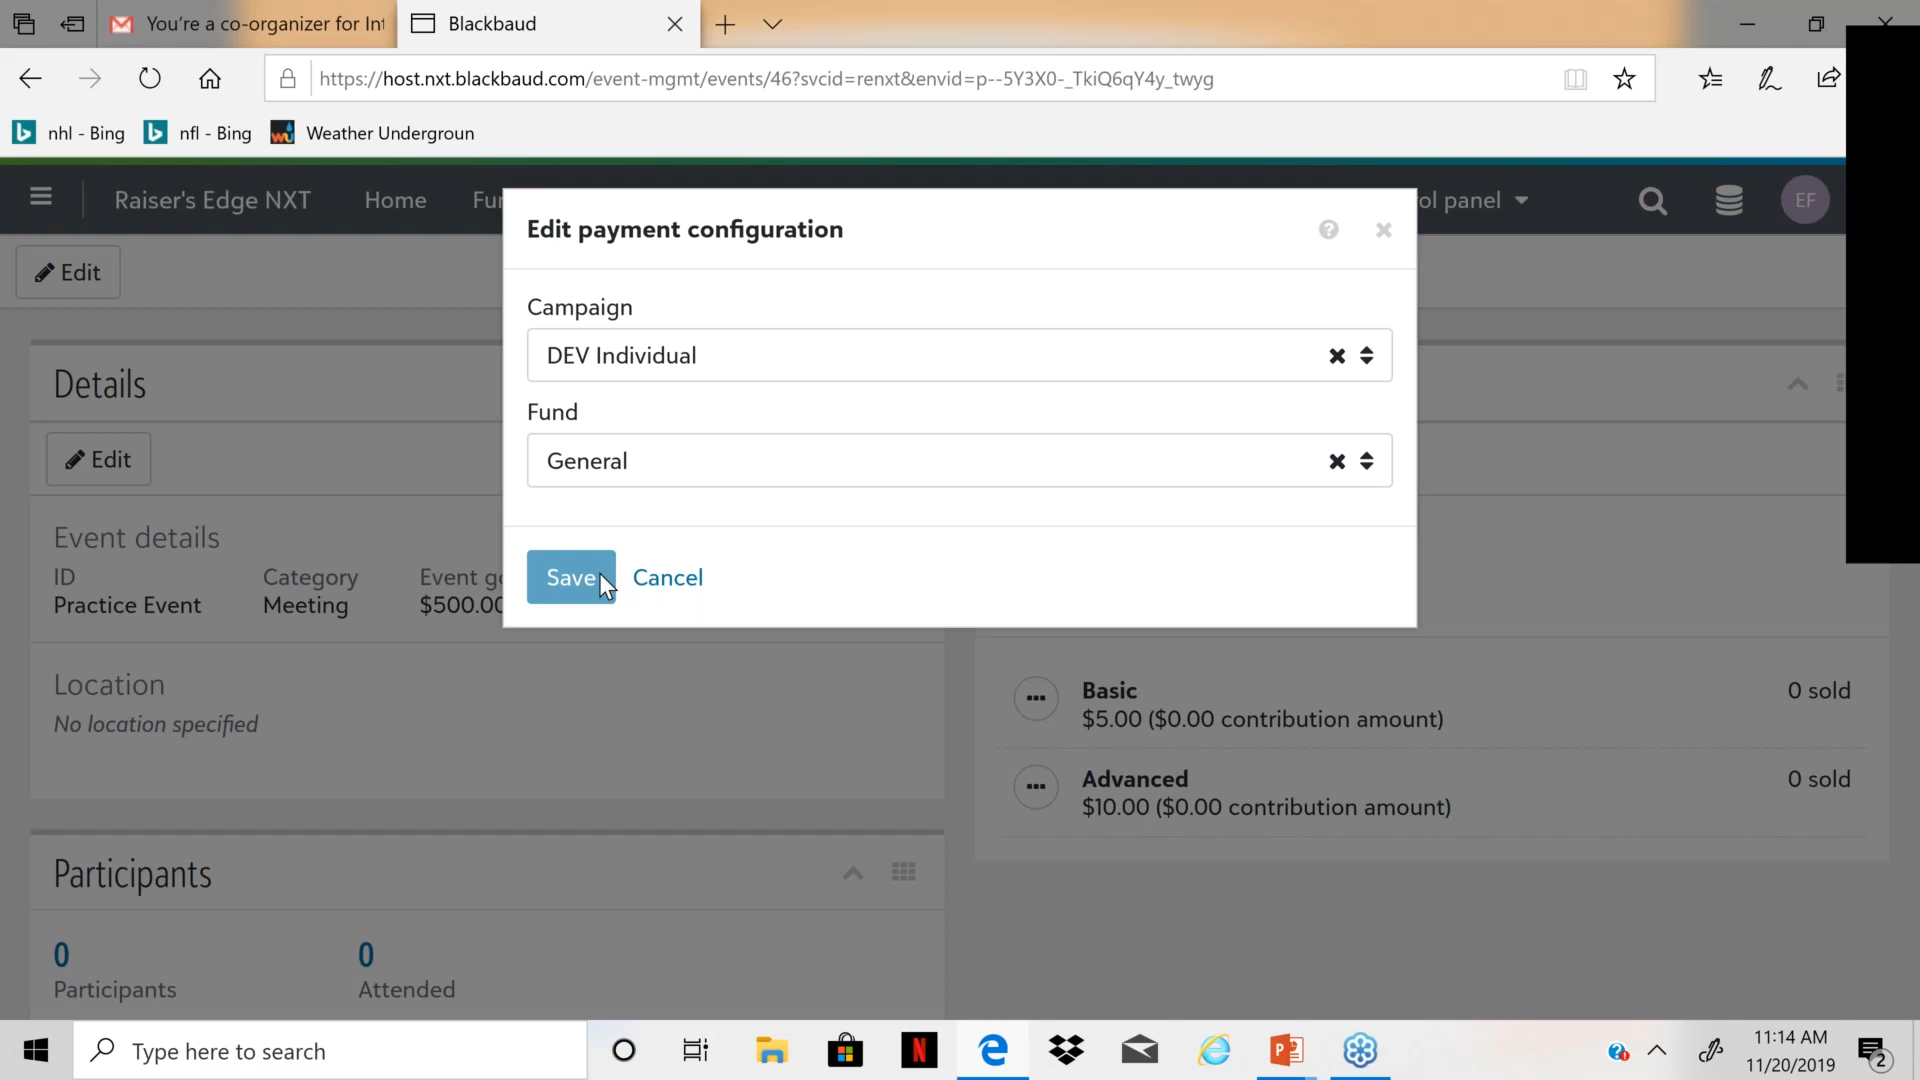 You're a co-organizer for Int
Blackbaud
https://host.nxt.blackbaud.com/event-mgmt/events/46?svcid=renxt&envid=p--5Y3X0-_TkiQ6qY4y_twyg
nhl - Bing
nfl - Bing
Weather Undergroun
Raiser's Edge NXT
Home
Fu
ol panel
EF
Edit
Edit payment configuration
Campaign
DEV Individual
Fund
General
Save
Cancel
Details
Edit
Event details
ID
Category
Event g
Practice Event
Meeting
$500.00
Location
No location specified
Basic
0 sold
$5.00 ($0.00 contribution amount)
Advanced
0 sold
$10.00 ($0.00 contribution amount)
Participants
0
0
Participants
Attended
Type here to search
11:14 AM
11/20/2019
2